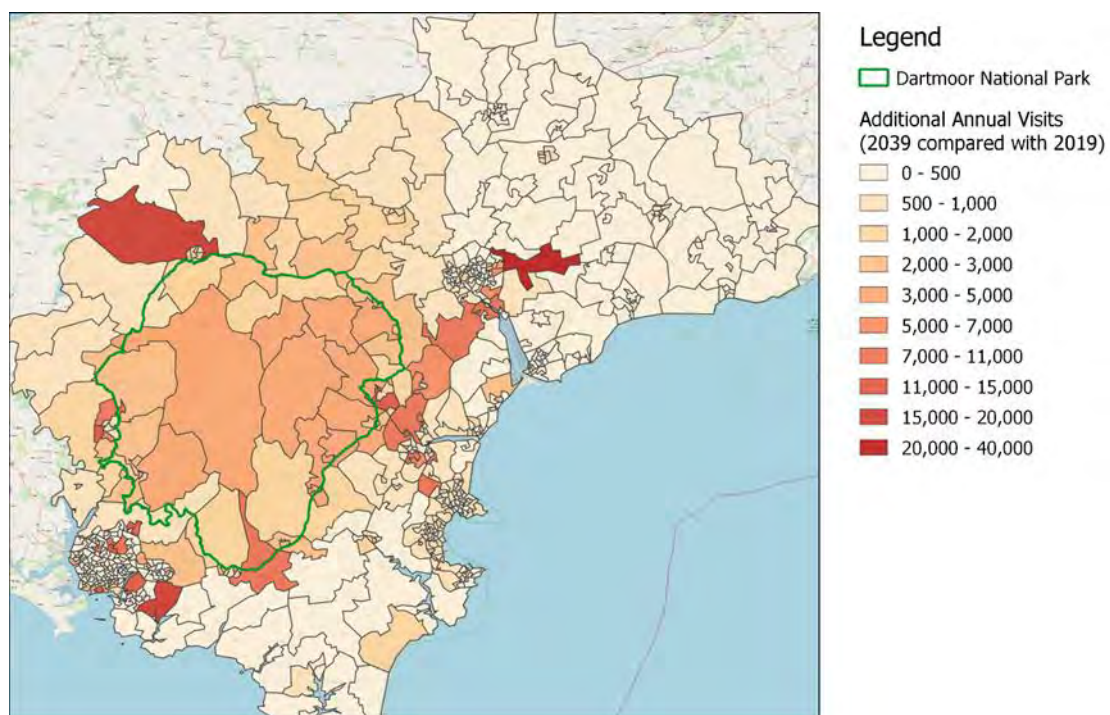 Legend
Dartmoor National Park
Additional Annual Visits
(2039 compared with 2019)
0 - 500
500 - 1,000
1,000 - 2,000
2,000 - 3,000
3,000 - 5,000
5,000 - 7,000
7,000 - 11,000
11,000 - 15,000
15,000 - 20,000
20,000 - 40,000